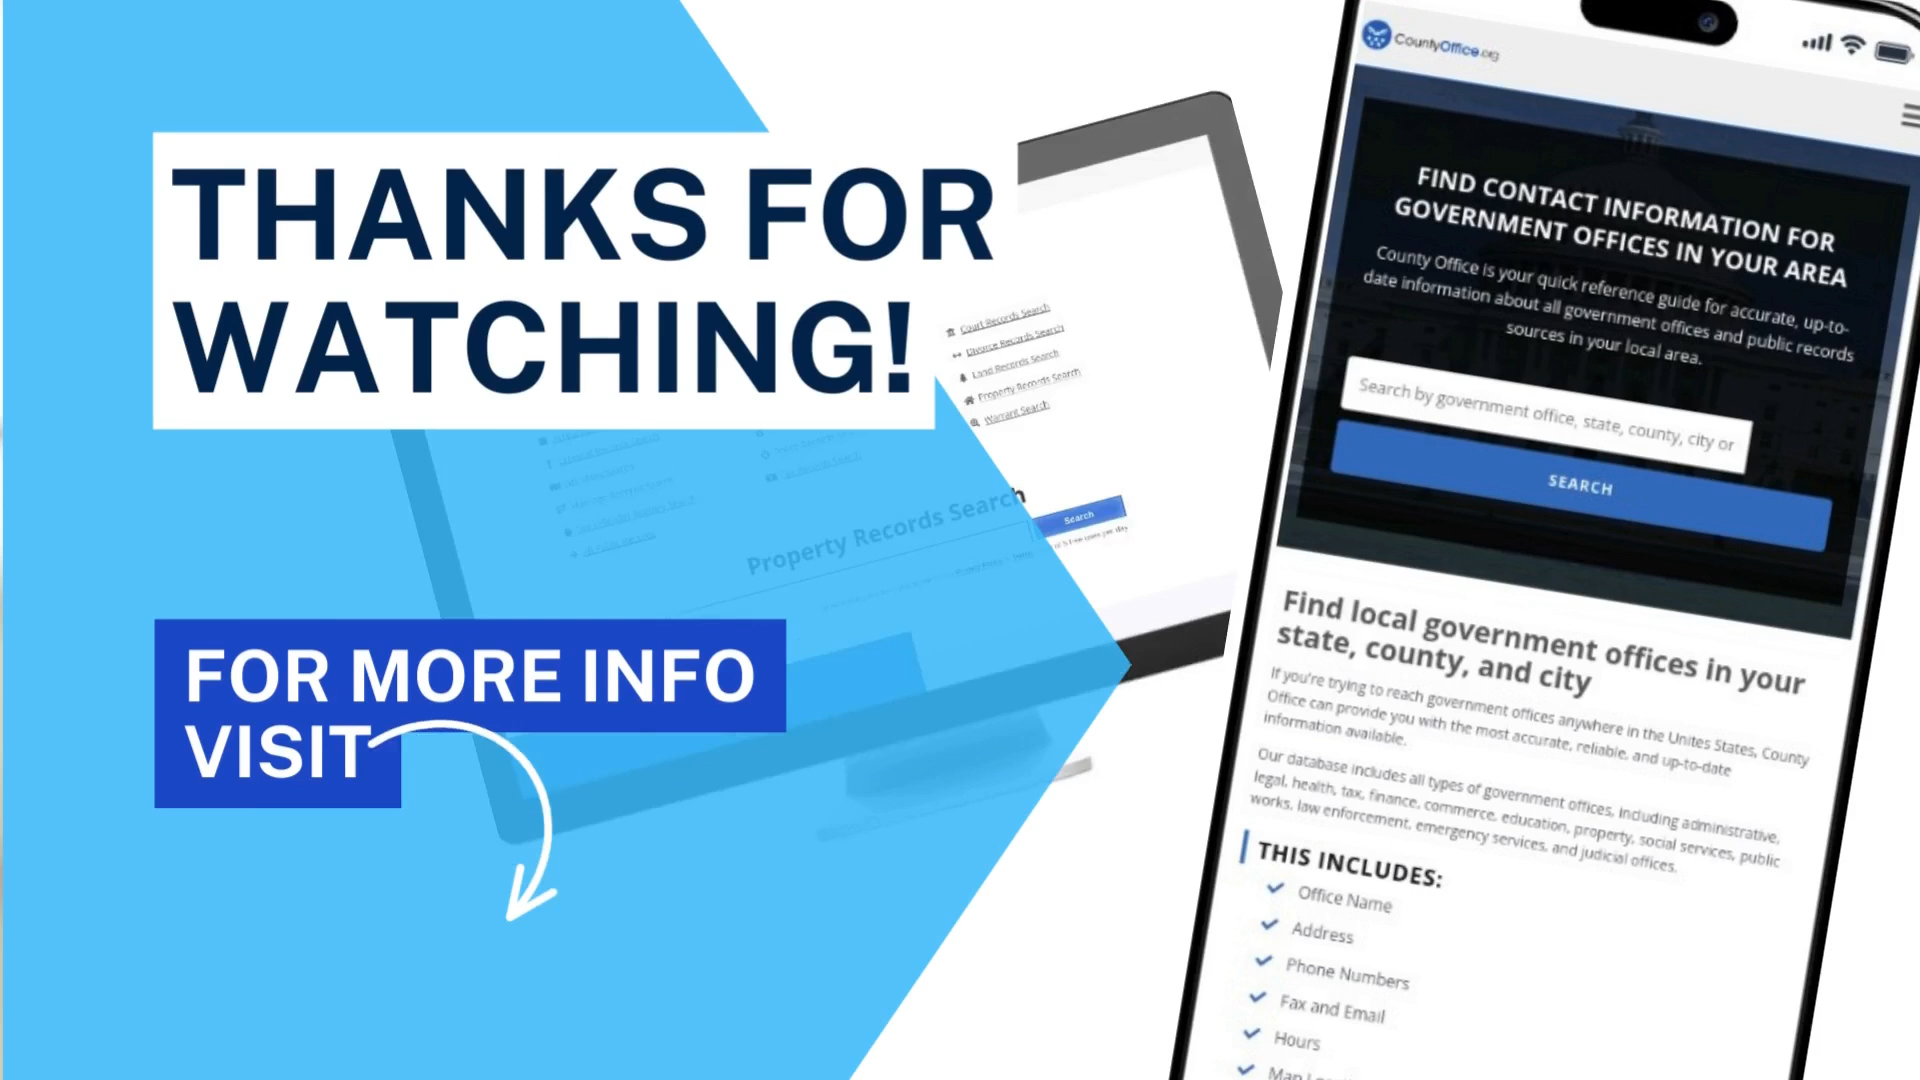 THANKS FOR
WATCHING!
FOR MORE INFO
VISIT
Court Records Search
Divorce Records Search
Land Records Search
Property Records Search
Warrant Search
Property Records Search
Search
CountyOffice.org
FIND CONTACT INFORMATION FOR
GOVERNMENT OFFICES IN YOUR AREA
County Office is your quick reference guide for accurate, up-to-
date information about all government offices and public records
sources in your local area.
Search by government office, state, county, city or
SEARCH
Find local government offices in your
state, county, and city
If you're trying to reach government offices anywhere in the Unites States, County
Office can provide you with the most accurate, reliable, and up-to-date
information available.
Our database includes all types of government offices, including administrative,
legal, health, tax, finance, commerce, education, property, social services, public
works, law enforcement, emergency services, and judicial offices.
THIS INCLUDES:
Office Name
Address
Phone Numbers
Fax and Email
Hours
Map